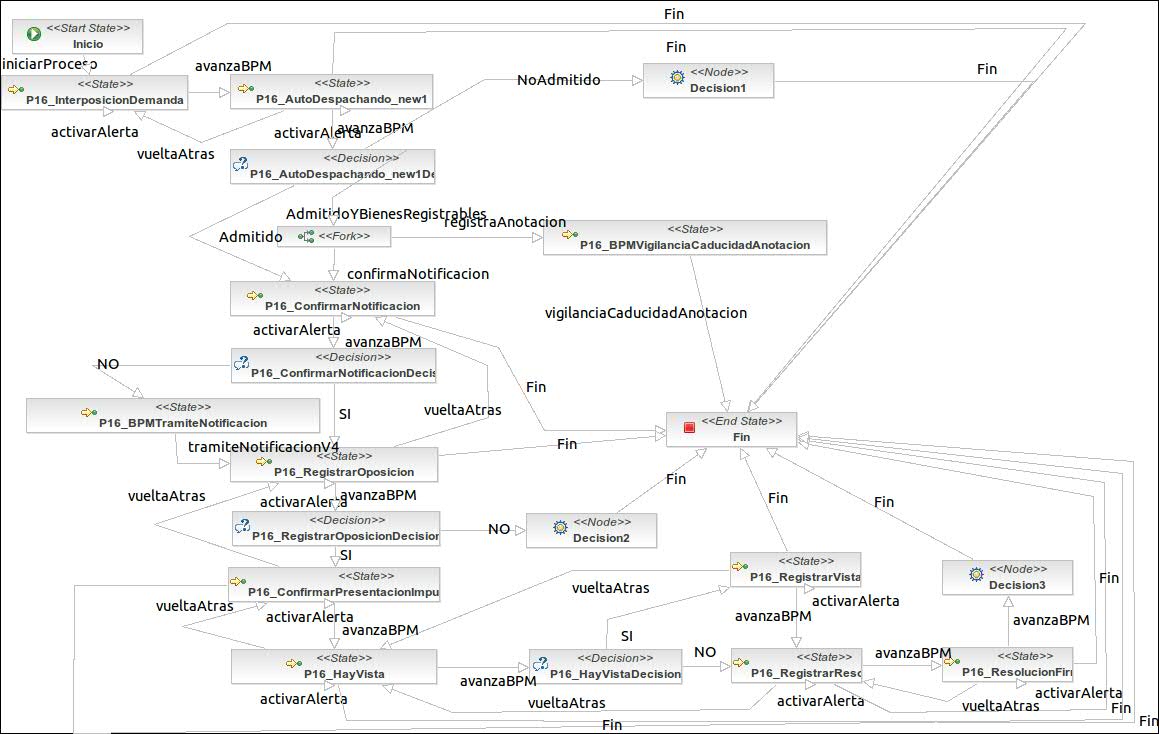 Fin
<<Start State>>
Inicio
Fin
iniciarProceso
avanzaBPM
<<State>>
P16_InterposicionDemanda
<<State>>
P16_AutoDespachando_new1
NoAdmitido
<<Node>>
Decision1
Fin
activarAlerta
activarAlerta
avanzaBPM
vueltaAtras
<<Decision>>
P16_AutoDespachando_new1De
AdmitidoYBienesRegistrables
registraAnotacion
Admitido
<<Fork>>
<<State>>
P16_BPMVigilanciaCaducidadAnotacion
confirmaNotificacion
<<State>>
P16_ConfirmarNotificacion
vigilanciaCaducidadAnotacion
activarAlerta
avanzaBPM
<<Decision>>
P16_ConfirmarNotificacionDecis
NO
Fin
<<State>>
P16_BPMTramiteNotificacion
SI
vueltaAtras
<<End State>>
Fin
tramiteNotificacionV4
Fin
<<State>>
P16_RegistrarOposicion
Fin
vueltaAtras
activarAlerta
avanzaBPM
Fin
Fin
<<Decision>>
P16_RegistrarOposicionDecision
NO
<<Node>>
Decision2
SI
<<State>>
P16_ConfirmarPresentacionImpu
<<State>>
P16_RegistrarVista
<<Node>>
Decision3
Fin
vueltaAtras
activarAlerta
avanzaBPM
vueltaAtras
activarAlerta
avanzaBPM
avanzaBPM
SI
<<State>>
P16_HayVista
avanzaBPM
<<Decision>>
P16_HayVistaDecision
NO
<<State>>
P16_RegistrarReso
avanzaBPM
<<State>>
P16_ResolucionFirm
activarAlerta
vueltaAtras
activarAlerta
vueltaAtras
activarAlerta
Fin
Fin
Fin